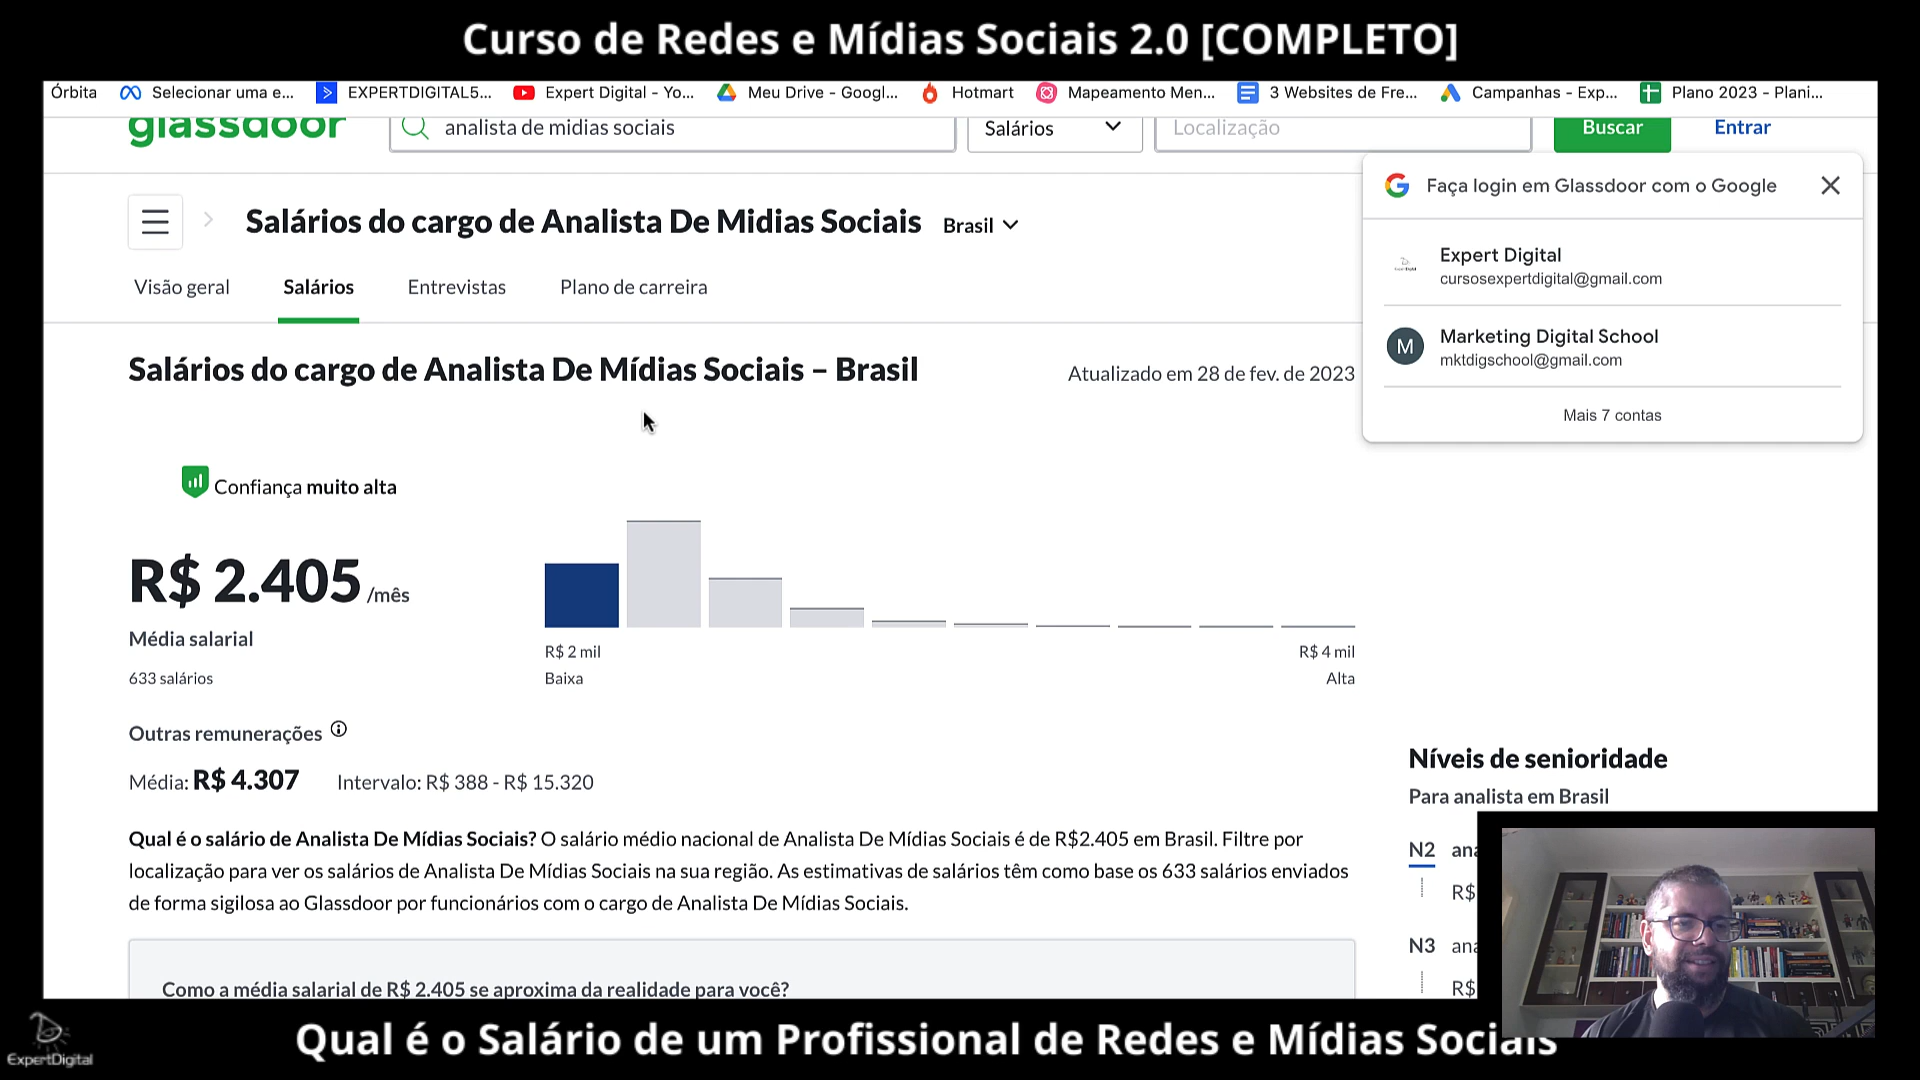 Curso de Redes e Mídias Sociais 2.0 [COMPLETO]
Órbita Selecionar uma e... EXPERTDIGITAL5... Expert Digital - Yo... Meu Drive - Googl... Hotmart Mapeamento Men... 3 Websites de Fre... Campanhas - Exp... Plano 2023 - Plani...
glassdoor analista de midias sociais Salários Localização Buscar Entrar
Faça login em Glassdoor com o Google
Expert Digital
cursosexpertdigital@gmail.com
M Marketing Digital School
mktdigschool@gmail.com
Mais 7 contas
Salários do cargo de Analista De Midias Sociais Brasil
Visão geral Salários Entrevistas Plano de carreira
Salários do cargo de Analista De Mídias Sociais – Brasil
Atualizado em 28 de fev. de 2023
Confiança muito alta
R$ 2.405 /mês
Média salarial
633 salários
R$ 2 mil R$ 4 mil
Baixa Alta
Outras remunerações
Média: R$ 4.307 Intervalo: R$ 388 - R$ 15.320
Qual é o salário de Analista De Mídias Sociais? O salário médio nacional de Analista De Mídias Sociais é de R$2.405 em Brasil. Filtre por
localização para ver os salários de Analista De Mídias Sociais na sua região. As estimativas de salários têm como base os 633 salários enviados
de forma sigilosa ao Glassdoor por funcionários com o cargo de Analista De Mídias Sociais.
Como a média salarial de R$ 2.405 se aproxima da realidade para você?
Níveis de senioridade
Para analista em Brasil
N2 ana
R$
N3 ana
R$
ExpertDigital
Qual é o Salário de um Profissional de Redes e Mídias Sociais